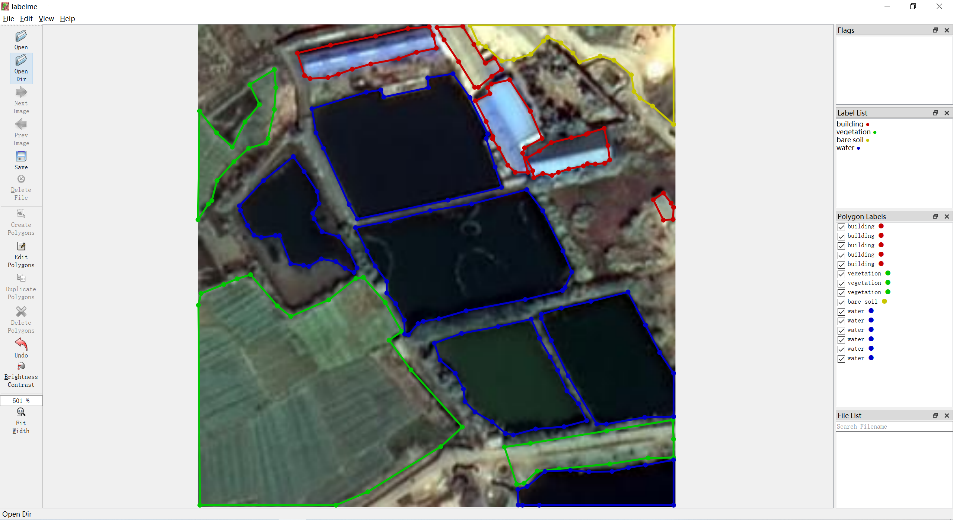 labelme
File Edit View Help
Open
Open
Dir
Next
Image
Prev
Image
Save
Delete
File
Create
Polygons
Edit
Polygons
Duplicate
Polygons
Delete
Polygons
Undo
Brightness
Contrast
501 %
Fit
Width
Flags
Label List
building
vegetation
bare soil
water
Polygon Labels
building
building
building
building
building
vegetation
vegetation
vegetation
bare soil
water
water
water
water
water
water
File List
Search Filename
Open Dir